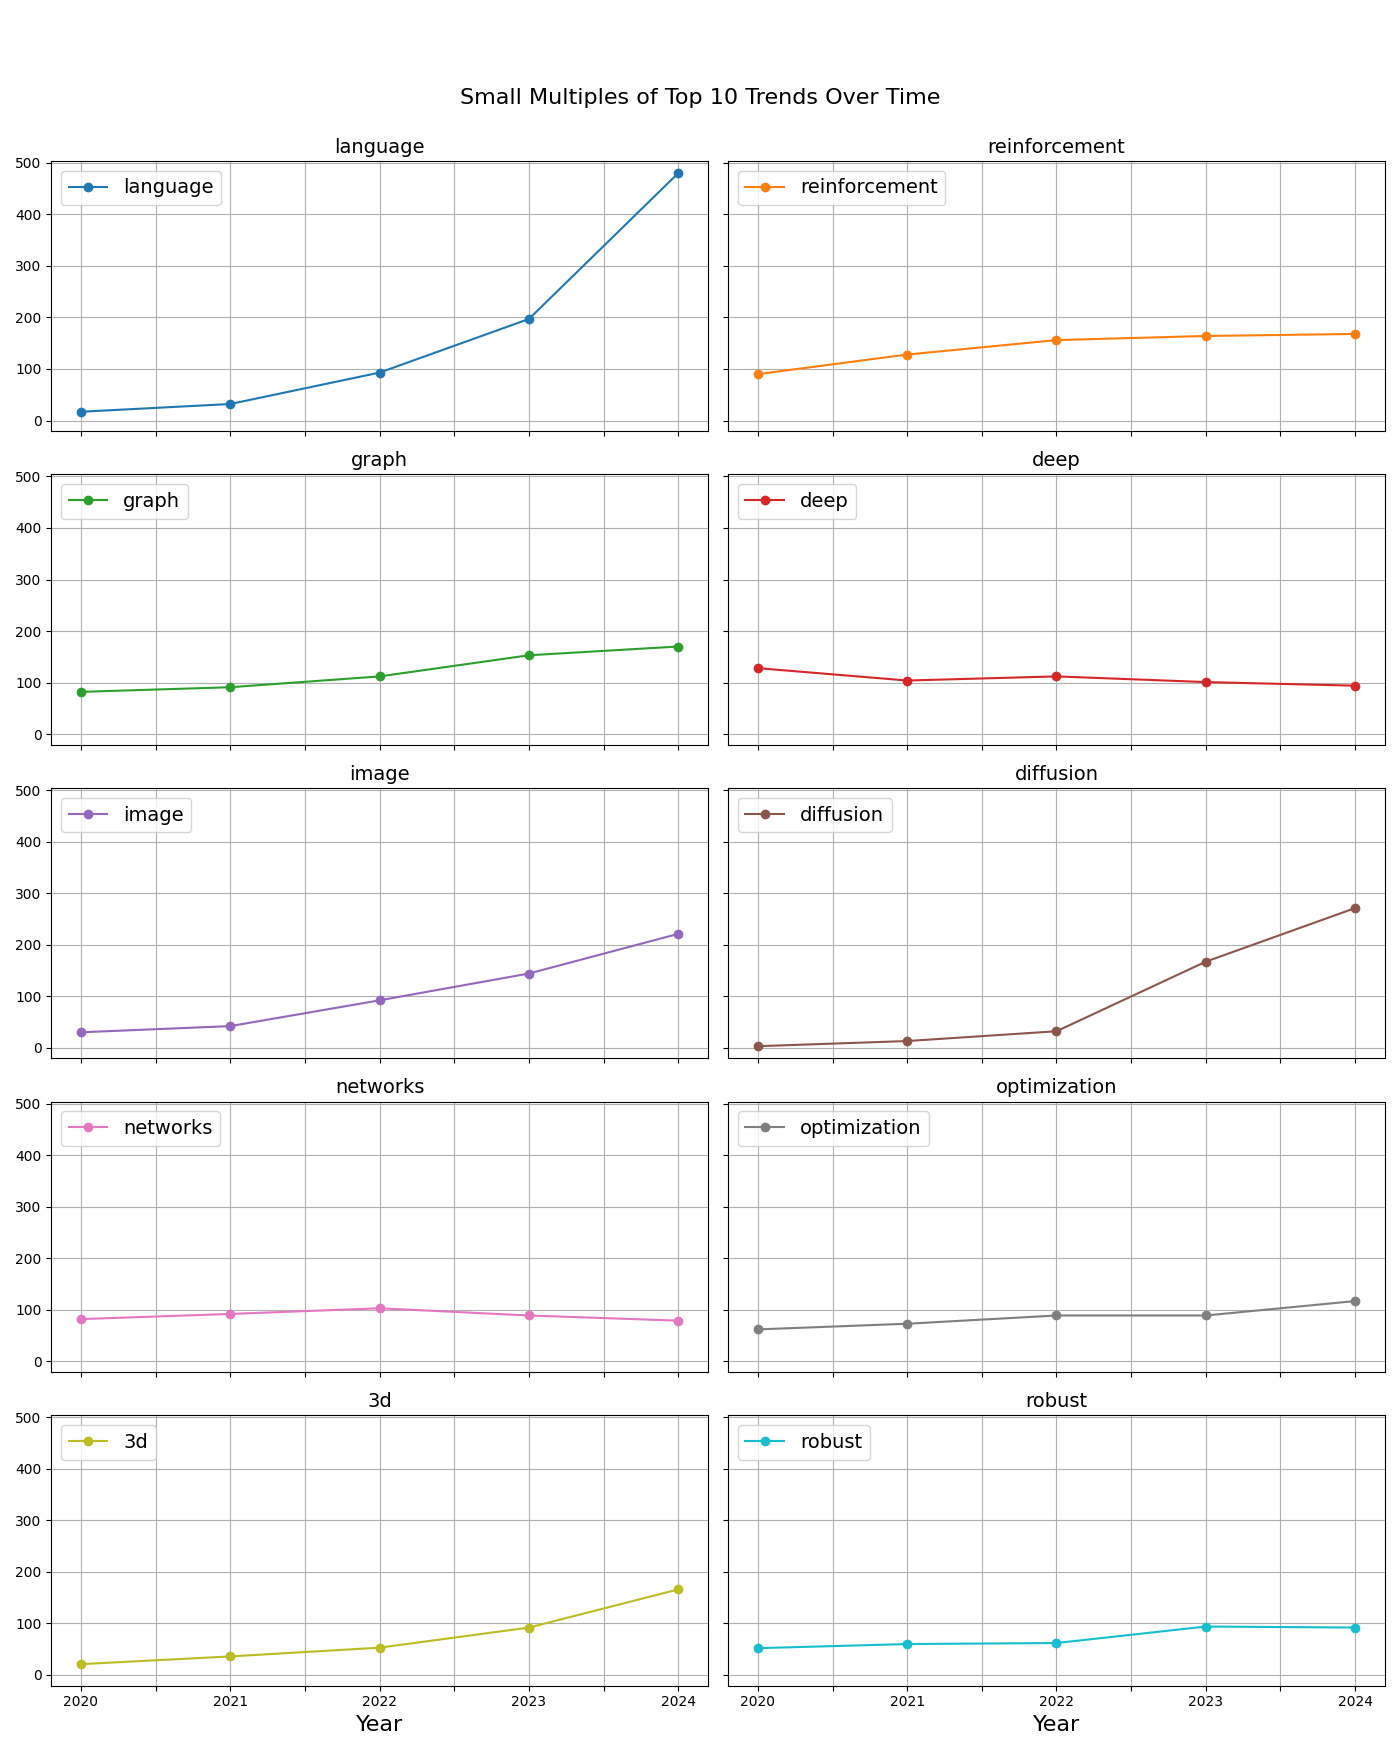 Small Multiples of Top 10 Trends Over Time
language
language
500
400
300
200
100
0
reinforcement
reinforcement
graph
graph
500
400
300
200
100
0
deep
deep
image
image
500
400
300
200
100
0
diffusion
diffusion
networks
networks
500
400
300
200
100
0
optimization
optimization
3d
3d
500
400
300
200
100
0
2020 2021 2022 2023 2024
Year
robust
robust
2020 2021 2022 2023 2024
Year